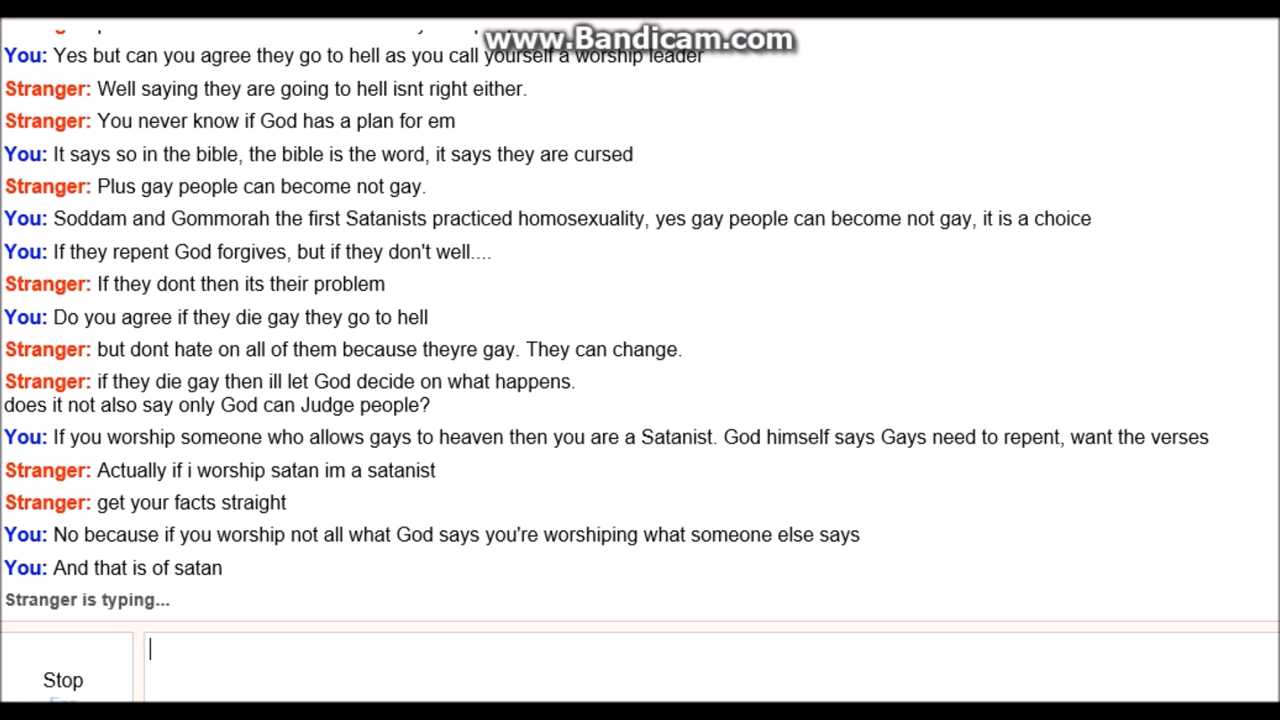 www.Bandicam.com
You: Yes but can you agree they go to hell as you call yourself a worship leader
Stranger: Well saying they are going to hell isnt right either.
Stranger: You never know if God has a plan for em
You: It says so in the bible, the bible is the word, it says they are cursed
Stranger: Plus gay people can become not gay.
You: Soddam and Gommorah the first Satanists practiced homosexuality, yes gay people can become not gay, it is a choice
You: If they repent God forgives, but if they don't well....
Stranger: If they dont then its their problem
You: Do you agree if they die gay they go to hell
Stranger: but dont hate on all of them because theyre gay. They can change.
Stranger: if they die gay then ill let God decide on what happens.
does it not also say only God can Judge people?
You: If you worship someone who allows gays to heaven then you are a Satanist. God himself says Gays need to repent, want the verses
Stranger: Actually if i worship satan im a satanist
Stranger: get your facts straight
You: No because if you worship not all what God says you're worshiping what someone else says
You: And that is of satan
Stranger is typing...
Stop